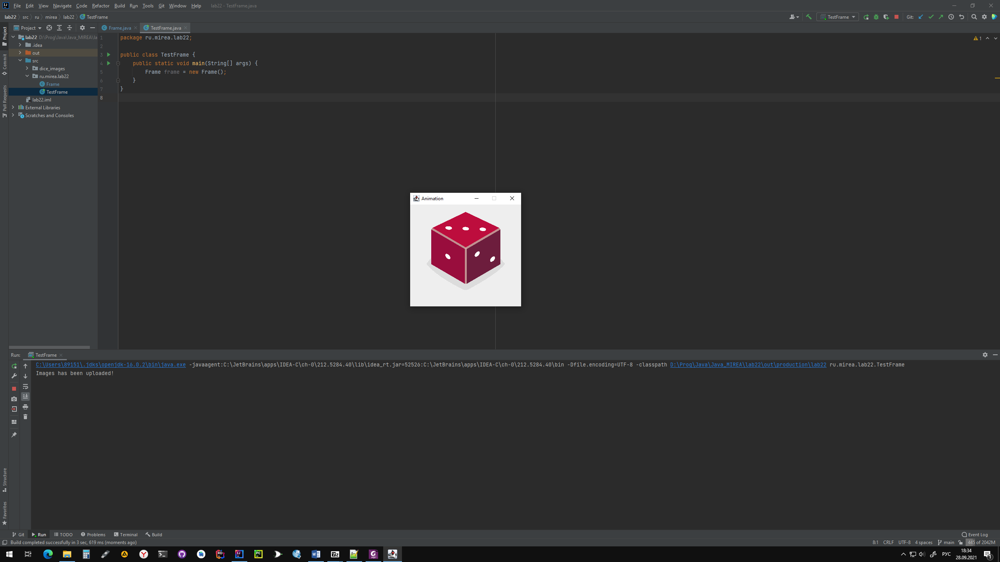 File Edit View Navigate Code Refactor Build Run Tools Git Window Help lab22 - TestFrame.java
lab22 src ru mirea lab22 TestFrame
TestFrame Git:
Project
Frame.java TestFrame.java
Project
Commit
Pull Requests
lab22 D:\Prog\Java\Java_MIREA\la
.idea
out
src
dice_images
ru.mirea.lab22
Frame
TestFrame
lab22.iml
External Libraries
Scratches and Consoles
1 package ru.mirea.lab22;
2
3 public class TestFrame {
4 public static void main(String[] args) {
5 Frame frame = new Frame();
6 }
7 }
8
1
Animation
Run: TestFrame
C:\Users\89151\.jdks\openjdk-16.0.2\bin\java.exe -javaagent:C:\JetBrains\apps\IDEA-C\ch-0\212.5284.40\lib\idea_rt.jar=52526:C:\JetBrains\apps\IDEA-C\ch-0\212.5284.40\bin -Dfile.encoding=UTF-8 -classpath D:\Prog\Java\Java_MIREA\lab22\out\production\lab22 ru.mirea.lab22.TestFrame
Images has been uploaded!
Structure
Favorites
Git Run TODO Problems Terminal Build Event Log
Build completed successfully in 3 sec, 619 ms (moments ago) 8:1 CRLF UTF-8 4 spaces main 445 of 2042M
РУС
18:34
28.09.2021
1